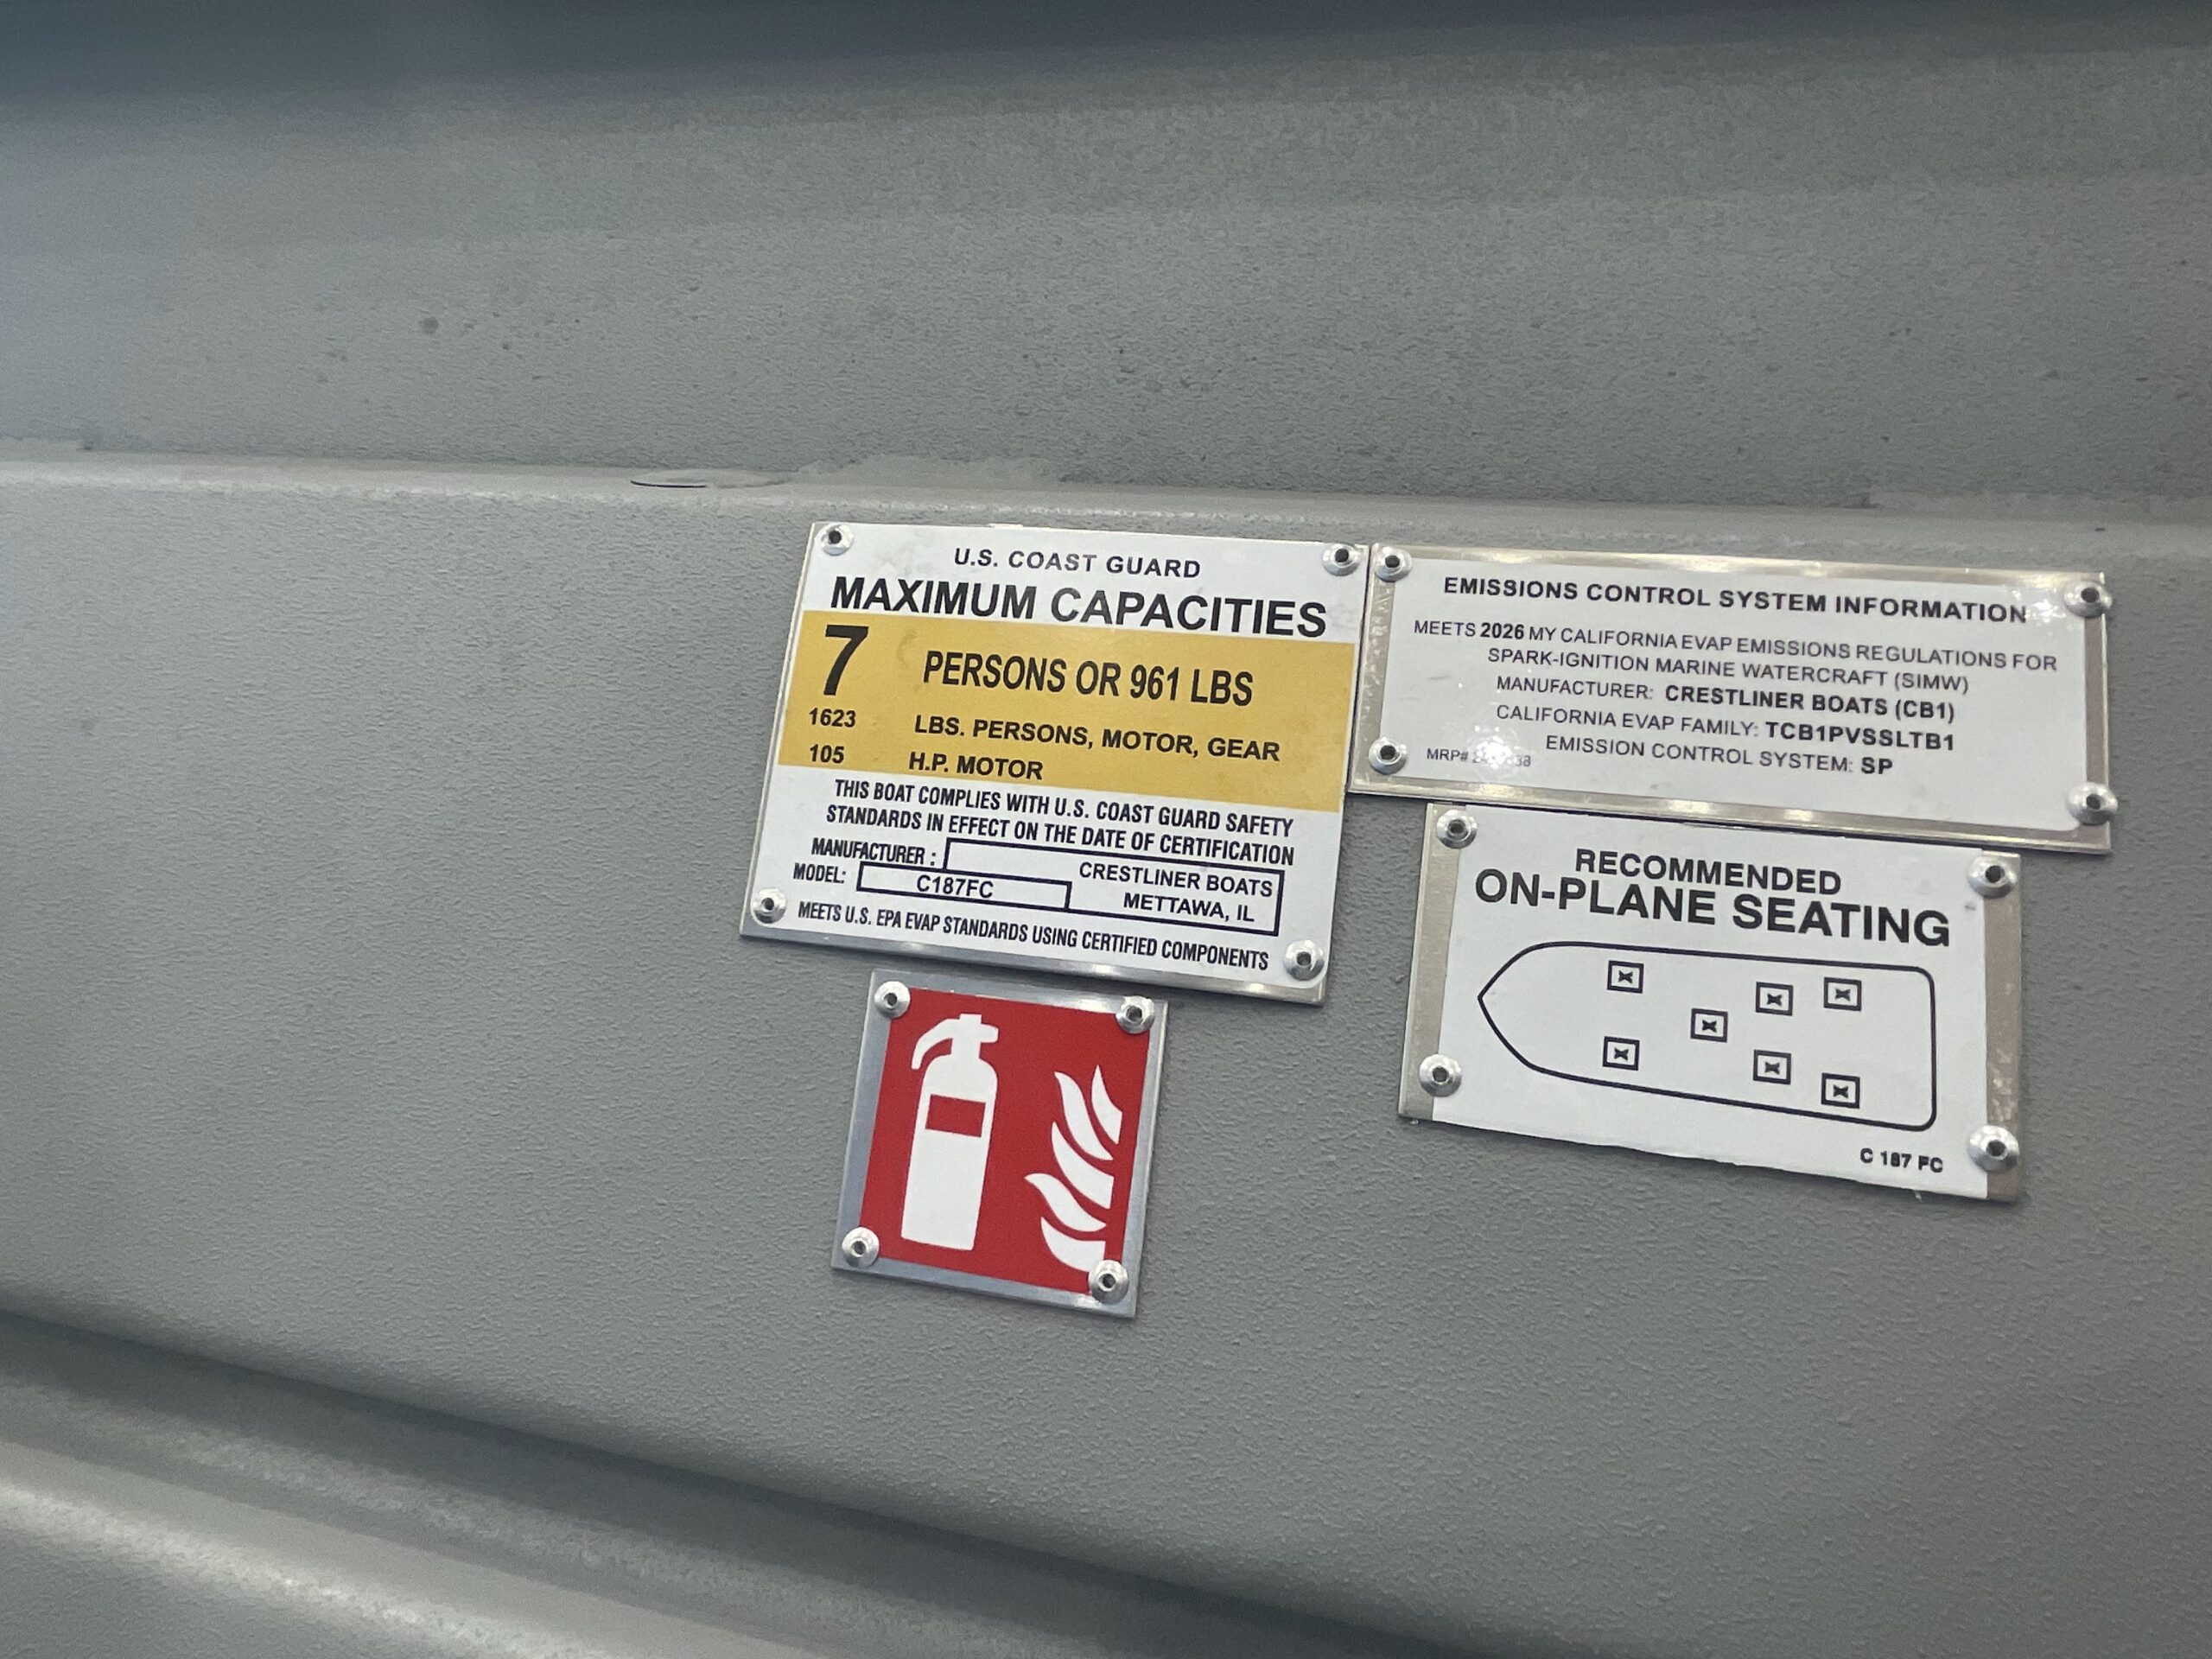 U.S. COAST GUARD
MAXIMUM CAPACITIES
7 PERSONS OR 961 LBS
1623 LBS. PERSONS, MOTOR, GEAR
105 H.P. MOTOR
THIS BOAT COMPLIES WITH U.S. COAST GUARD SAFETY
STANDARDS IN EFFECT ON THE DATE OF CERTIFICATION
MANUFACTURER : CRESTLINER BOATS
METTAWA, IL
MODEL: C187FC
MEETS U.S. EPA EVAP STANDARDS USING CERTIFIED COMPONENTS
EMISSIONS CONTROL SYSTEM INFORMATION
MEETS 2026 MY CALIFORNIA EVAP EMISSIONS REGULATIONS FOR
SPARK-IGNITION MARINE WATERCRAFT (SIMW)
MANUFACTURER: CRESTLINER BOATS (CB1)
CALIFORNIA EVAP FAMILY: TCB1PVSSLTB1
EMISSION CONTROL SYSTEM: SP
MRP#
RECOMMENDED
ON-PLANE SEATING
C 187 FC